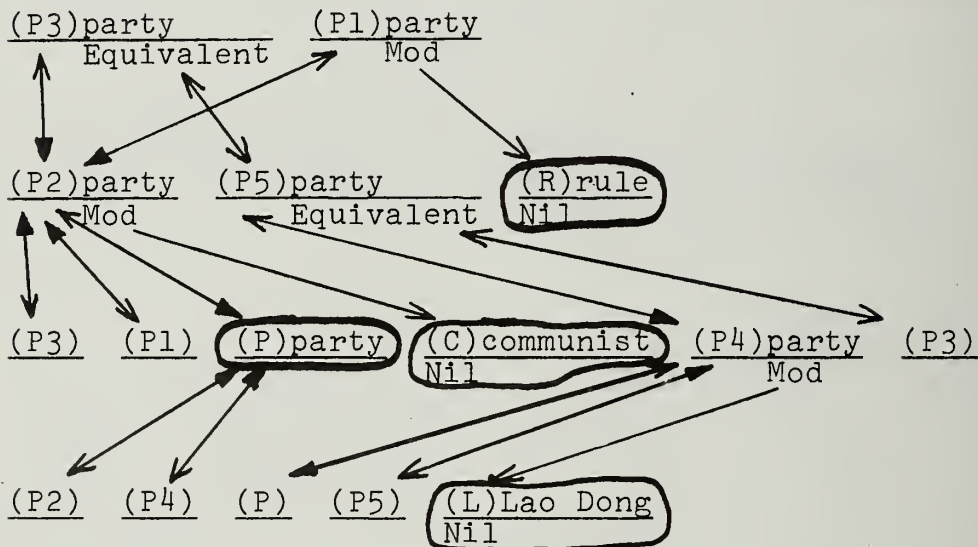 (P3)party (P1)party
Equivalent Mod
(P2)party (P5)party (R)rule
Mod Equivalent Nil
(P3) (P1) (P)party (C)communist (P4)party (P3)
Nil Mod
(P2) (P4) (P) (P5) (L)Lao Dong
Nil